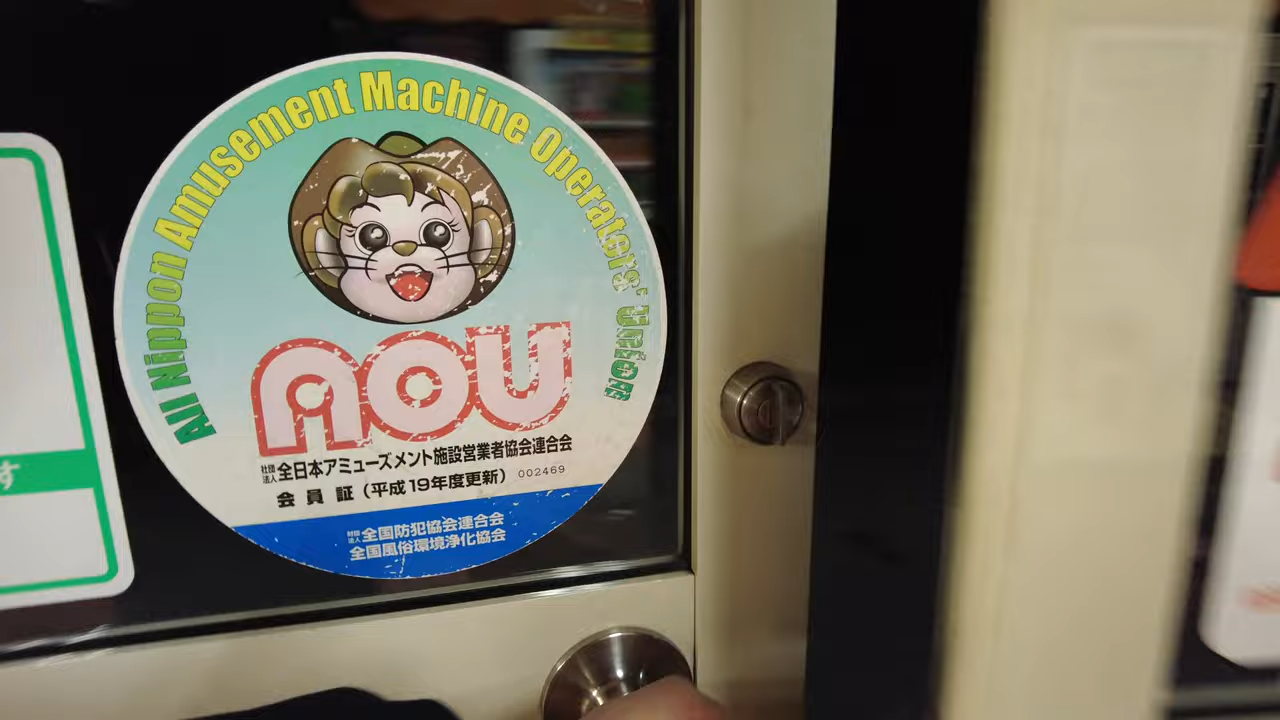 All Nippon Amusement Machine Operators' Union
AOU
社団法人 全日本アミューズメント施設営業者協会連合会
会員証(平成19年度更新) 002469
財団法人 全国防犯協会連合会
全国風俗環境浄化協会
す